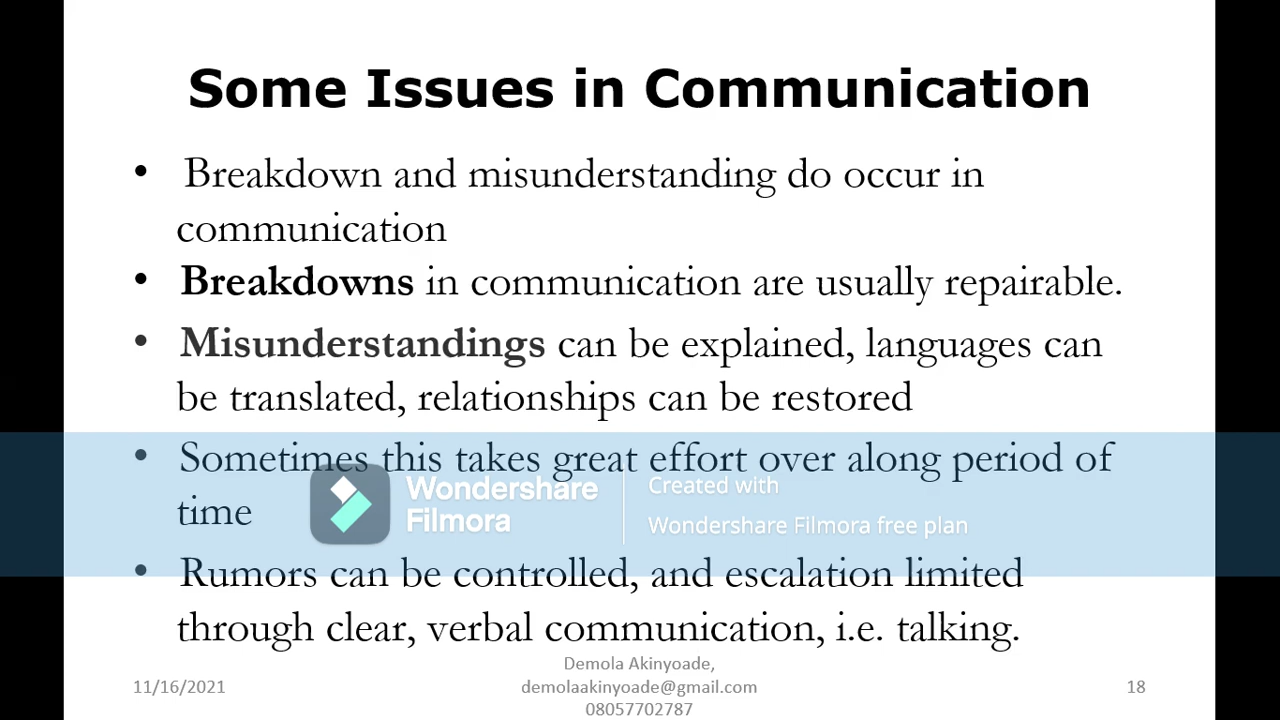 Some Issues in Communication
• Breakdown and misunderstanding do occur in
communication
• Breakdowns in communication are usually repairable.
• Misunderstandings can be explained, languages can
be translated, relationships can be restored
• Sometimes this takes great effort over along period of
time
Wondershare
Filmora
Created with
Wondershare Filmora free plan
• Rumors can be controlled, and escalation limited
through clear, verbal communication, i.e. talking.
11/16/2021
Demola Akinyoade,
demolaakinyoade@gmail.com
08057702787
18